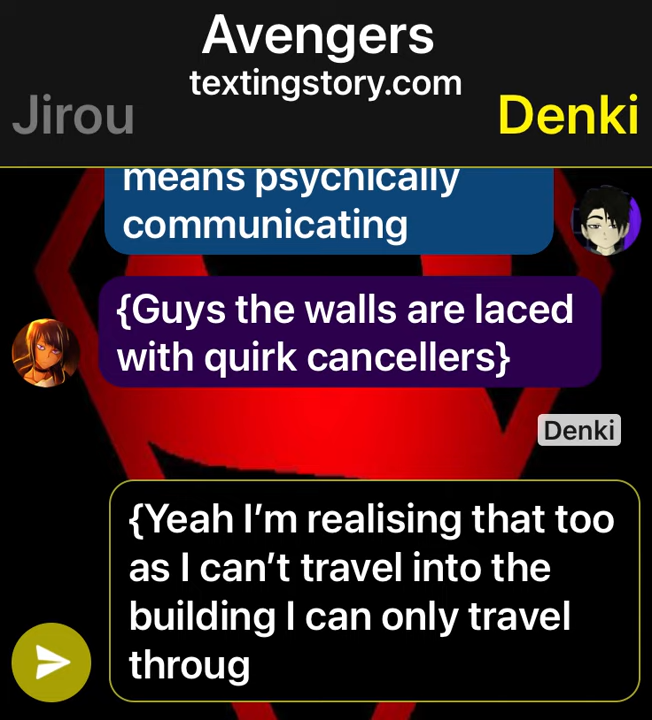 Avengers
textingstory.com
Jirou
Denki
means psychically
communicating
{Guys the walls are laced
with quirk cancellers}
Denki
{Yeah I’m realising that too
as I can’t travel into the
building I can only travel
throug